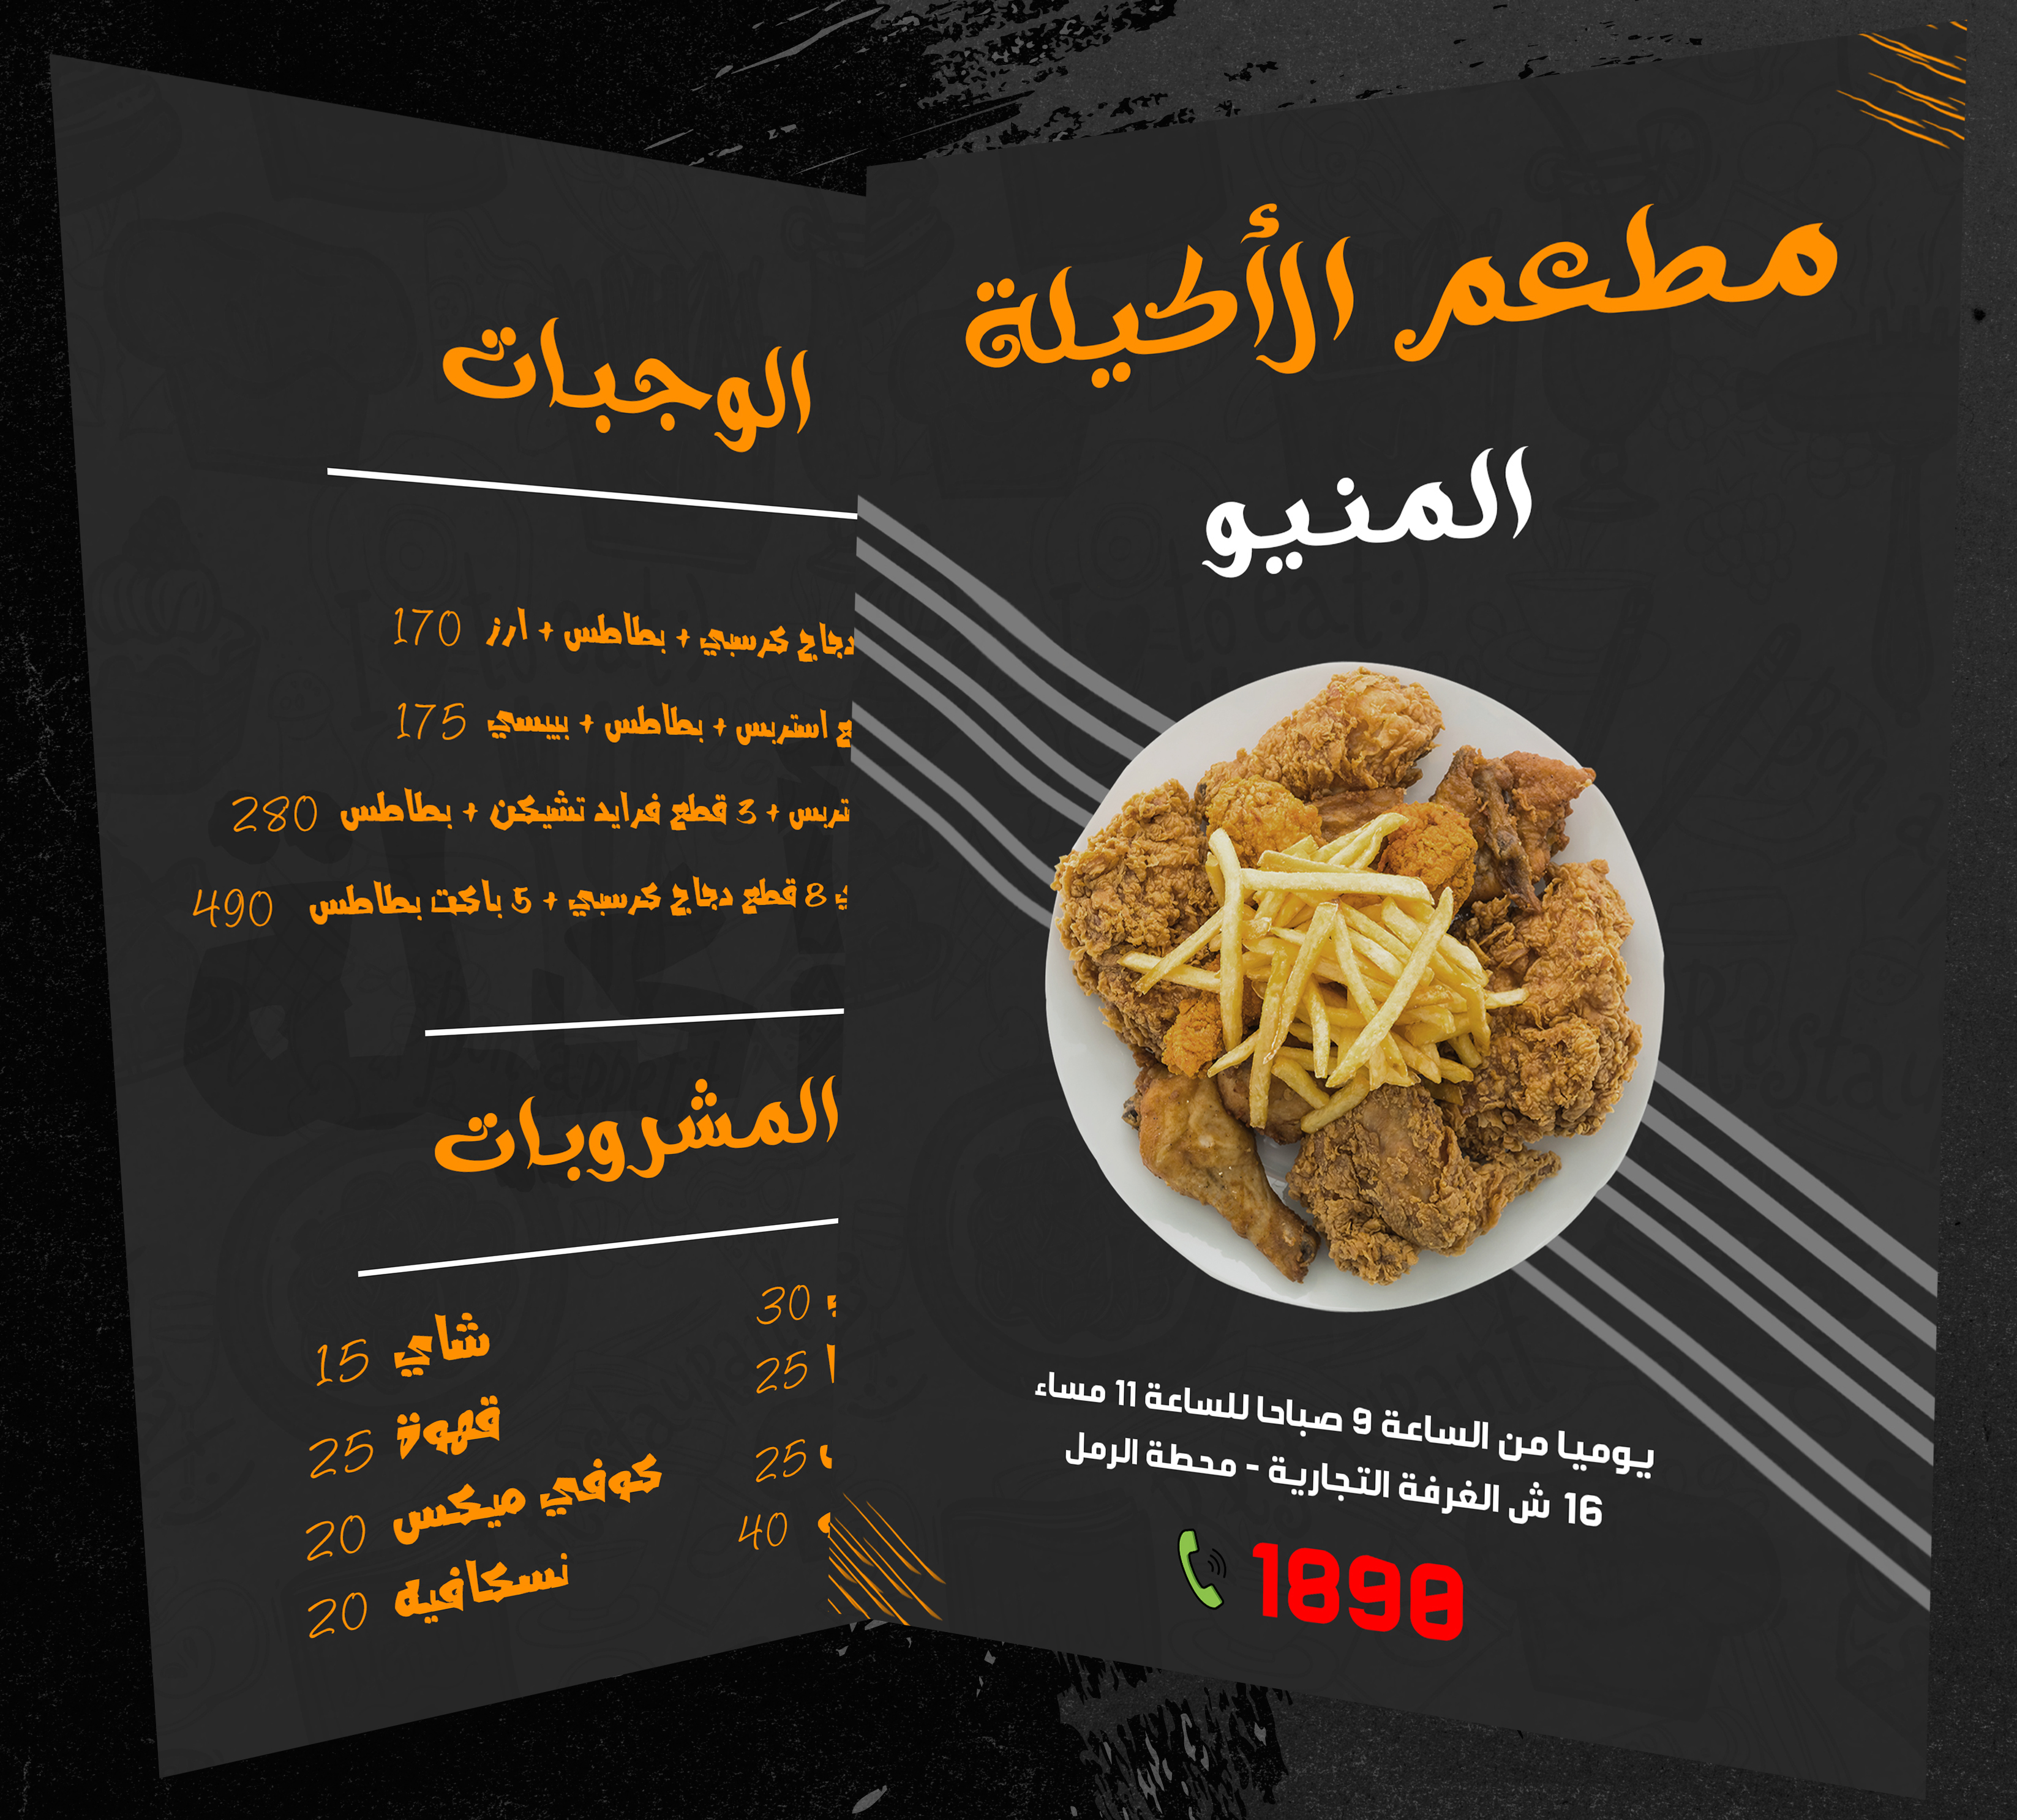 مطعم الأكيلة
المنيو
يوميا من الساعة 9 صباحا للساعة 11 مساء
16 ش الغرفة التجارية - محطة الرمل
1898
الوجبات
دجاج كرسبي + بطاطس + ارز 170
استربس + بطاطس + بيبسي 175
+ 3 قطع فرايد تشيكن + بطاطس 280
8 قطع دجاج كرسبي + 5 باكت بطاطس 490
المشروبات
30
25
25
40
شاي 15
قهوة 25
كوفي ميكس 20
نسكافيه 20